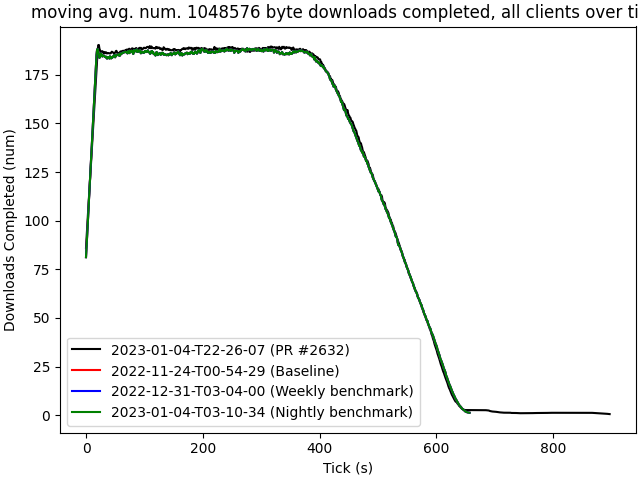 moving avg. num. 1048576 byte downloads completed, all clients over ti
175
150
125
100
75
50
25
0
Downloads Completed (num)
2023-01-04-T22-26-07 (PR #2632)
2022-11-24-T00-54-29 (Baseline)
2022-12-31-T03-04-00 (Weekly benchmark)
2023-01-04-T03-10-34 (Nightly benchmark)
0 200 400 600 800
Tick (s)